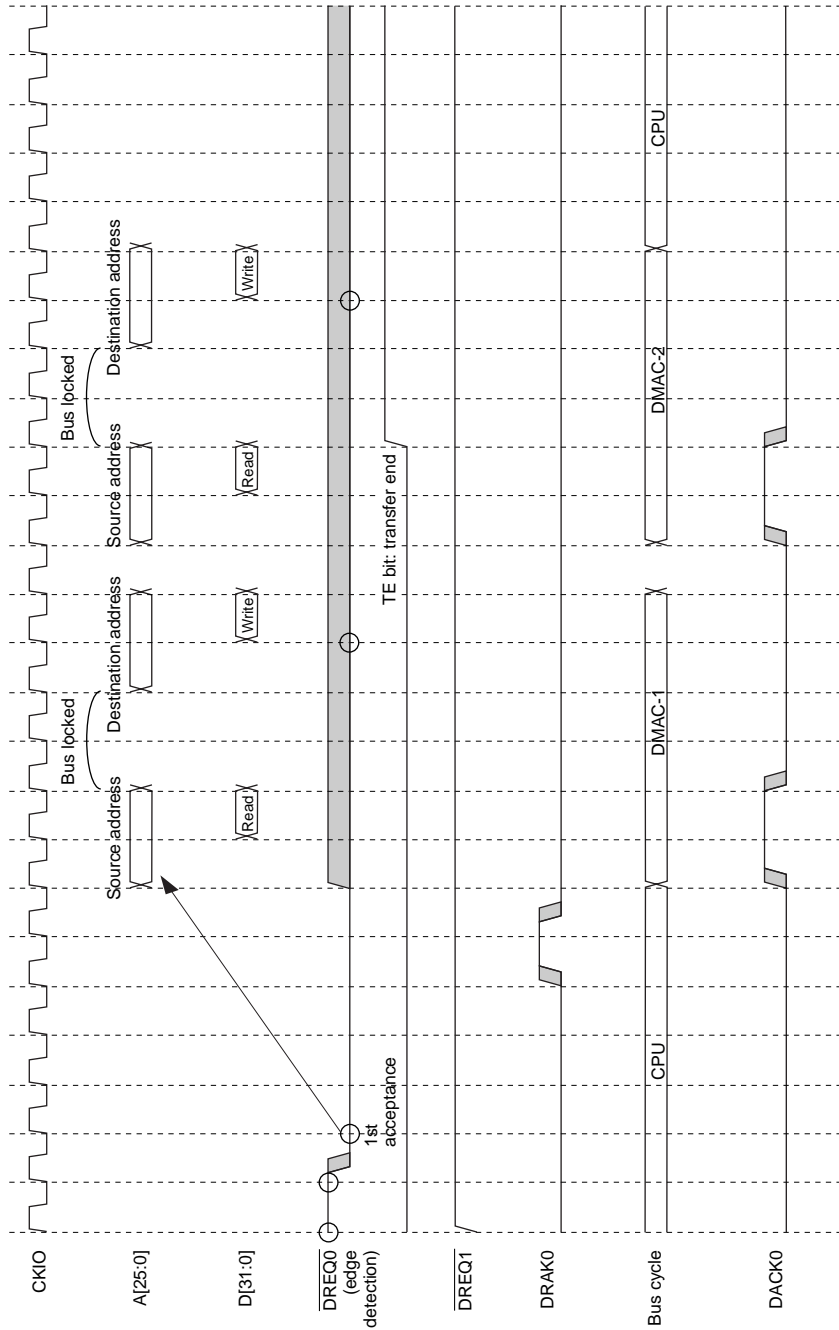 CKIO
Bus locked
Bus locked
A[25:0]
Source address
Destination address
Source address
Destination address
D[31:0]
Read
Write
Read
Write
DREQ0
(edge
detection)
1st
acceptance
TE bit: transfer end
DREQ1
DRAK0
Bus cycle
CPU
DMAC-1
DMAC-2
CPU
DACK0